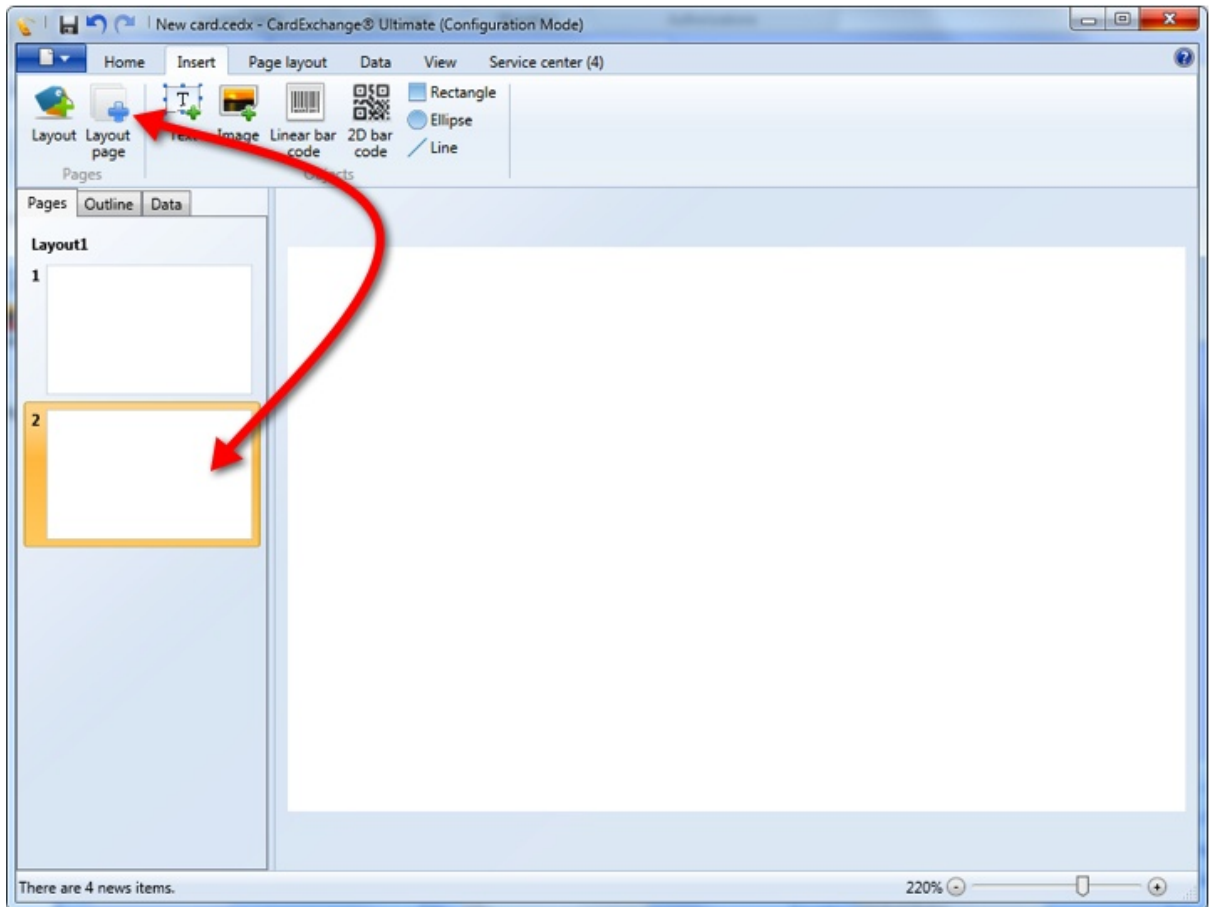 New card.cedx - CardExchange® Ultimate (Configuration Mode)
Home Insert Page layout Data View Service center (4)
Rectangle
Ellipse
Line
Layout Layout page Text Image Linear bar code 2D bar code
Pages Objects
Pages Outline Data
Layout1
1
2
There are 4 news items. 220%